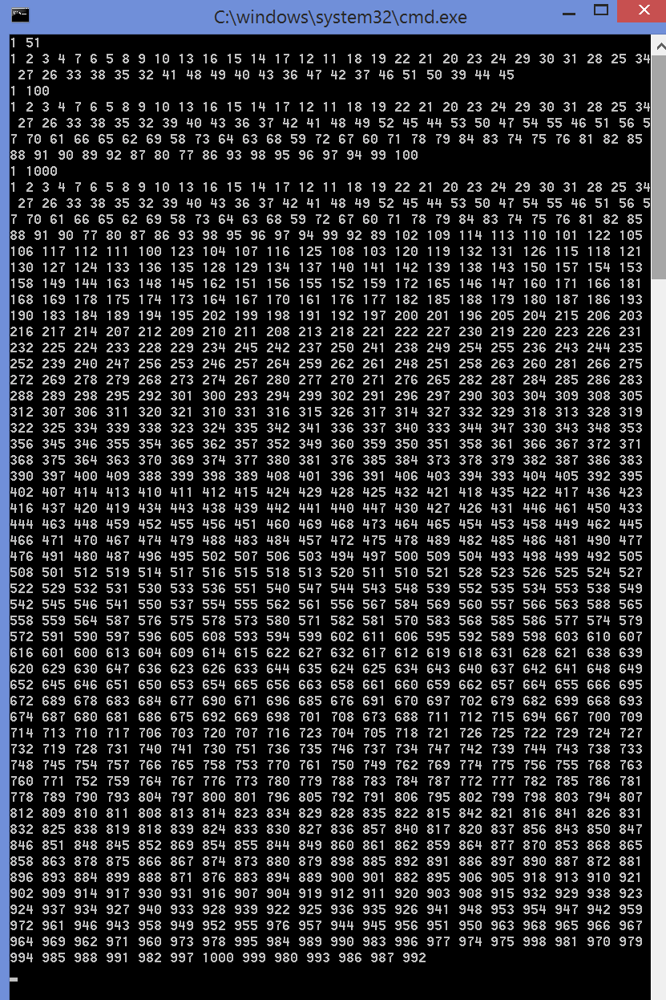 C:\windows\system32\cmd.exe
1 51
1 2 3 4 7 6 5 8 9 10 13 16 15 14 17 12 11 18 19 22 21 20 23 24 29 30 31 28 25 34
 27 26 33 38 35 32 41 48 49 40 43 36 47 42 37 46 51 50 39 44 45
1 100
1 2 3 4 7 6 5 8 9 10 13 16 15 14 17 12 11 18 19 22 21 20 23 24 29 30 31 28 25 34
 27 26 33 38 35 32 39 40 43 36 37 42 41 48 49 52 45 44 53 50 47 54 55 46 51 56 5
7 70 61 66 65 62 69 58 73 64 63 68 59 72 67 60 71 78 79 84 83 74 75 76 81 82 85
88 91 90 89 92 87 80 77 86 93 98 95 96 97 94 99 100
1 1000
1 2 3 4 7 6 5 8 9 10 13 16 15 14 17 12 11 18 19 22 21 20 23 24 29 30 31 28 25 34
 27 26 33 38 35 32 39 40 43 36 37 42 41 48 49 52 45 44 53 50 47 54 55 46 51 56 5
7 70 61 66 65 62 69 58 73 64 63 68 59 72 67 60 71 78 79 84 83 74 75 76 81 82 85
88 91 90 77 80 87 86 93 98 95 96 97 94 99 92 89 102 109 114 113 110 101 122 105
106 117 112 111 100 123 104 107 116 125 108 103 120 119 132 131 126 115 118 121
130 127 124 133 136 135 128 129 134 137 140 141 142 139 138 143 150 157 154 153
158 149 144 163 148 145 162 151 156 155 152 159 172 165 146 147 160 171 166 181
168 169 178 175 174 173 164 167 170 161 176 177 182 185 188 179 180 187 186 193
190 183 184 189 194 195 202 199 198 191 192 197 200 201 196 205 204 215 206 203
216 217 214 207 212 209 210 211 208 213 218 221 222 227 230 219 220 223 226 231
232 225 224 233 228 229 234 245 242 237 250 241 238 249 254 255 236 243 244 235
252 239 240 247 256 253 246 257 264 259 262 261 248 251 258 263 260 281 266 275
272 269 278 279 268 273 274 267 280 277 270 271 276 265 282 287 284 285 286 283
288 289 298 295 292 301 300 293 294 299 302 291 296 297 290 303 304 309 308 305
312 307 306 311 320 321 310 331 316 315 326 317 314 327 332 329 318 313 328 319
322 325 334 339 338 323 324 335 342 341 336 337 340 333 344 347 330 343 348 353
356 345 346 355 354 365 362 357 352 349 360 359 350 351 358 361 366 367 372 371
368 375 364 363 370 369 374 377 380 381 376 385 384 373 378 379 382 387 386 383
390 397 400 409 388 399 398 389 408 401 396 391 406 403 394 393 404 405 392 395
402 407 414 413 410 411 412 415 424 429 428 425 432 421 418 435 422 417 436 423
416 437 420 419 434 443 438 439 442 441 440 447 430 427 426 431 446 461 450 433
444 463 448 459 452 455 456 451 460 469 468 473 464 465 454 453 458 449 462 445
466 471 470 467 474 479 488 483 484 457 472 475 478 489 482 485 486 481 490 477
476 491 480 487 496 495 502 507 506 503 494 497 500 509 504 493 498 499 492 505
508 501 512 519 514 517 516 515 518 513 520 511 510 521 528 523 526 525 524 527
522 529 532 531 530 533 536 551 540 547 544 543 548 539 552 535 534 553 538 549
542 545 546 541 550 537 554 555 562 561 556 567 584 569 560 557 566 563 588 565
558 559 564 587 576 575 578 573 580 571 582 581 570 583 568 585 586 577 574 579
572 591 590 597 596 605 608 593 594 599 602 611 606 595 592 589 598 603 610 607
616 601 600 613 604 609 614 615 622 627 632 617 612 619 618 631 628 621 638 639
620 629 630 647 636 623 626 633 644 635 624 625 634 643 640 637 642 641 648 649
652 645 646 651 650 653 654 665 656 663 658 661 660 659 662 657 664 655 666 695
672 689 678 683 684 677 690 671 696 685 676 691 670 697 702 679 682 699 668 693
674 687 680 681 686 675 692 669 698 701 708 673 688 711 712 715 694 667 700 709
714 713 710 717 706 703 720 707 716 723 704 705 718 721 726 725 722 729 724 727
732 719 728 731 740 741 730 751 736 735 746 737 734 747 742 739 744 743 738 733
748 745 754 757 766 765 758 753 770 761 750 749 762 769 774 775 756 755 768 763
760 771 752 759 764 767 776 773 780 779 788 783 784 787 772 777 782 785 786 781
778 789 790 793 804 797 800 801 796 805 792 791 806 795 802 799 798 803 794 807
812 809 810 811 808 813 814 823 834 829 828 835 822 815 842 821 816 841 826 831
832 825 838 819 818 839 824 833 830 827 836 857 840 817 820 837 856 843 850 847
846 851 848 845 852 869 854 855 844 849 860 861 862 859 864 877 870 853 868 865
858 863 878 875 866 867 874 873 880 879 898 885 892 891 886 897 890 887 872 881
896 893 884 899 888 871 876 883 894 889 900 901 882 895 906 905 918 913 910 921
902 909 914 917 930 931 916 907 904 919 912 911 920 903 908 915 932 929 938 923
924 937 934 927 940 933 928 939 922 925 936 935 926 941 948 953 954 947 942 959
972 961 946 943 958 949 952 955 976 957 944 945 956 951 950 963 968 965 966 967
964 969 962 971 960 973 978 995 984 989 990 983 996 977 974 975 998 981 970 979
994 985 988 991 982 997 1000 999 980 993 986 987 992